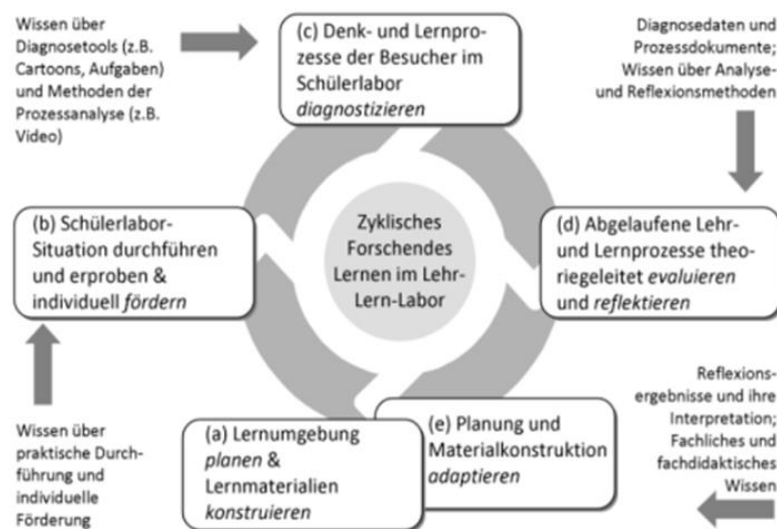 Wissen über
Diagnosetools (z.B.
Cartoons, Aufgaben)
und Methoden der
Prozessanalyse (z.B.
Video)
(c) Denk- und Lernpro-
zesse der Besucher im
Schülerlabor
diagnostizieren
Diagnosedaten und
Prozessdokumente;
Wissen über Analyse-
und Reflexionsmethoden
(b) Schülerlabor-
Situation durchführen
und erproben &
individuell fördern
Zyklisches
Forschendes
Lernen im Lehr-
Lern-Labor
(d) Abgelaufene Lehr-
und Lernprozesse theo-
riegeleitet evaluieren
und reflektieren
Wissen über
praktische Durch-
führung und
individuelle
Förderung
(a) Lernumgebung
planen &
Lernmaterialien
konstruieren
(e) Planung und
Materialkonstruktion
adaptieren
Reflexions-
ergebnisse und ihre
Interpretation;
Fachliches und
fachdidaktisches
Wissen